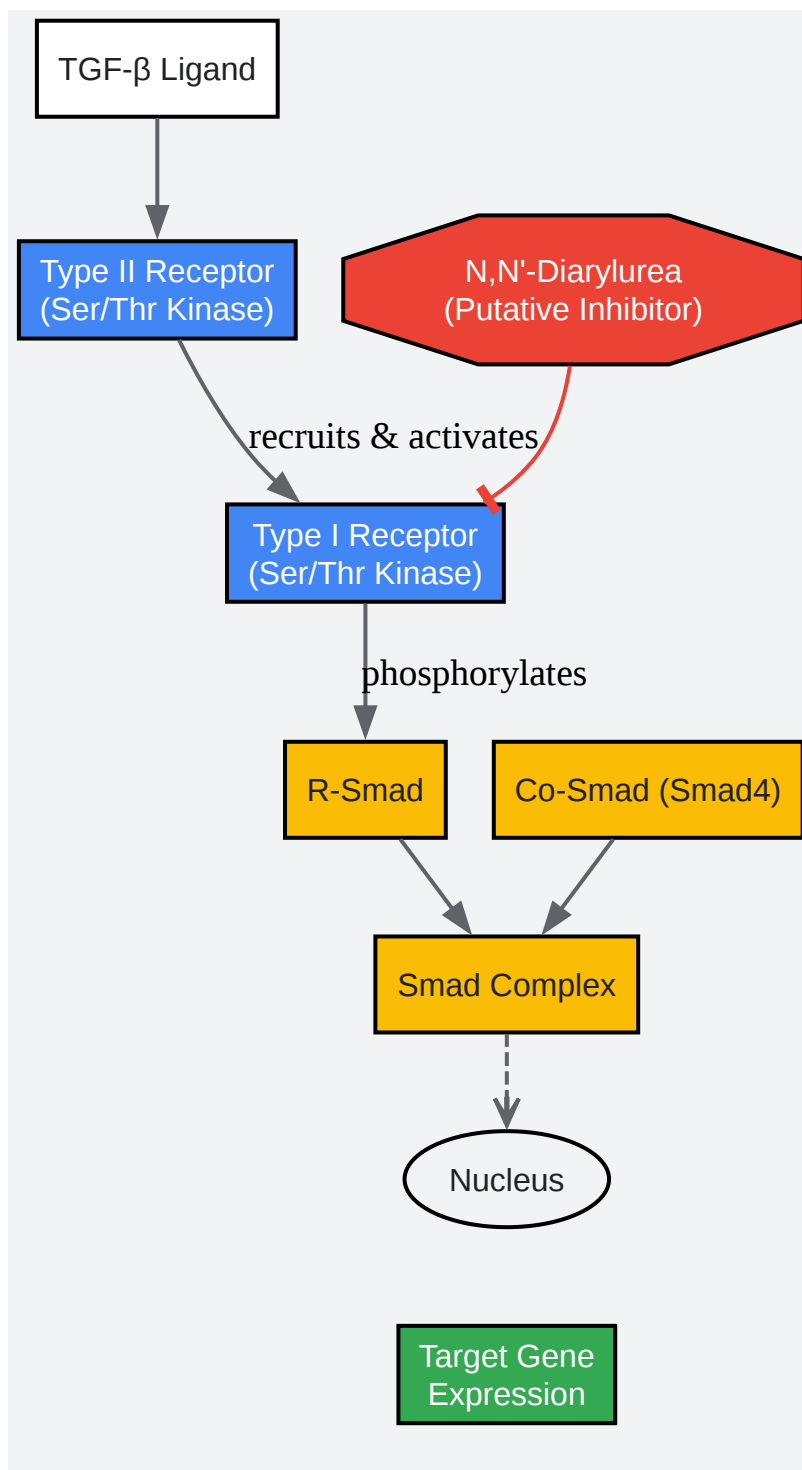 TGF-β Ligand
Type II Receptor
(Ser/Thr Kinase)
N,N'-Diarylurea
(Putative Inhibitor)
recruits & activates
Type I Receptor
(Ser/Thr Kinase)
phosphorylates
R-Smad
Co-Smad (Smad4)
Smad Complex
Nucleus
Target Gene
Expression